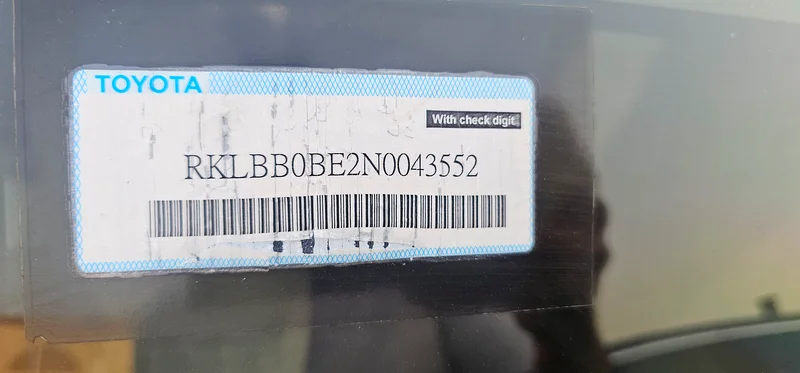 TOYOTA
With check digit
RKLBB0BE2N0043552